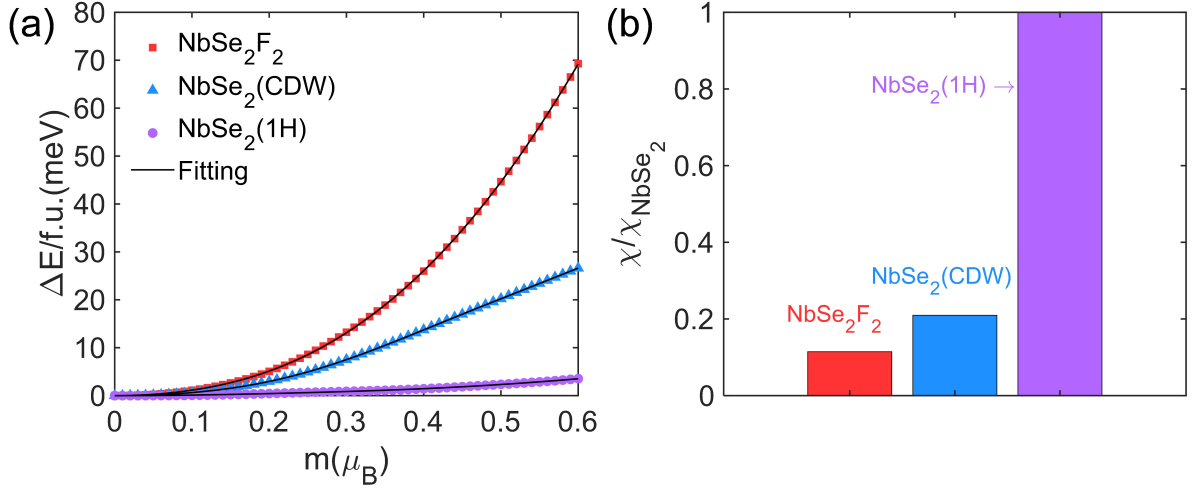 (a)
NbSe₂F₂
NbSe₂(CDW)
NbSe₂(1H)
Fitting
ΔE/f.u.(meV)
80
70
60
50
40
30
20
10
0
0 0.1 0.2 0.3 0.4 0.5 0.6
m(μ_B)
(b)
χ/χ_NbSe₂
1
0.8
0.6
0.4
0.2
0
NbSe₂(1H) →
NbSe₂(CDW)
NbSe₂F₂